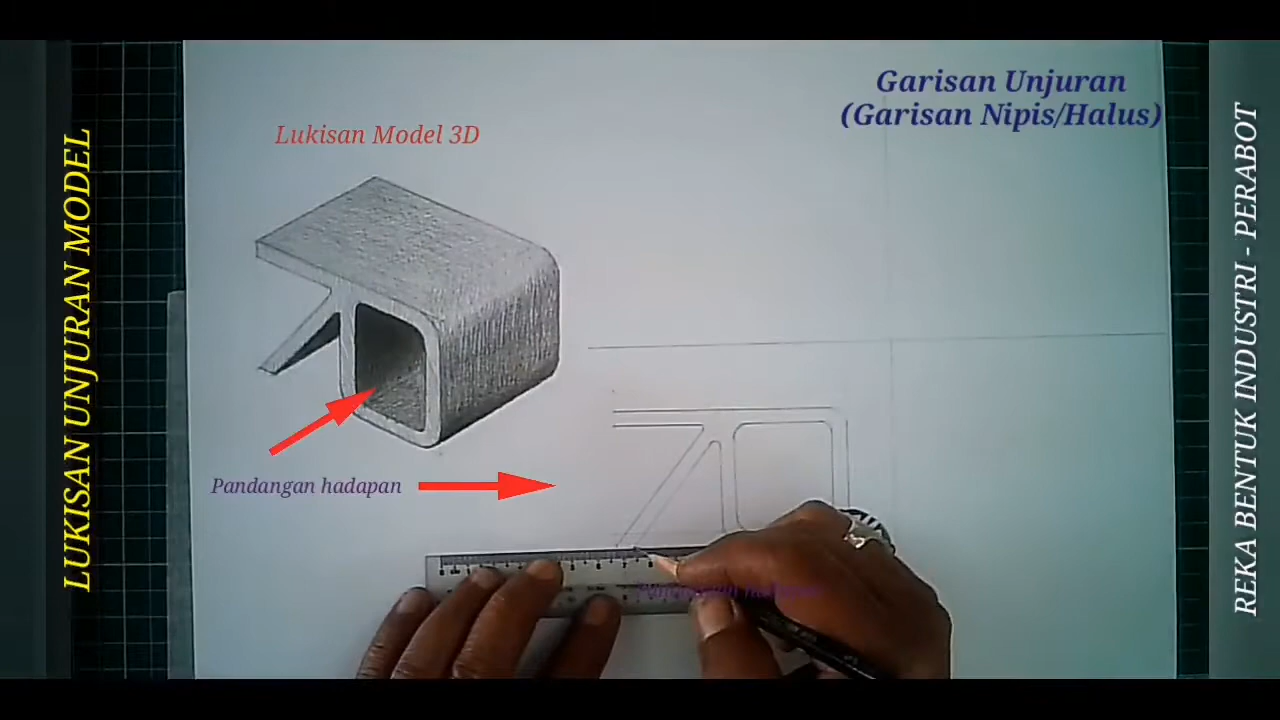 LUKISAN UNJURAN MODEL
Lukisan Model 3D
Garisan Unjuran
(Garisan Nipis/Halus)
Pandangan hadapan
REKA BENTUK INDUSTRI - PERABOT